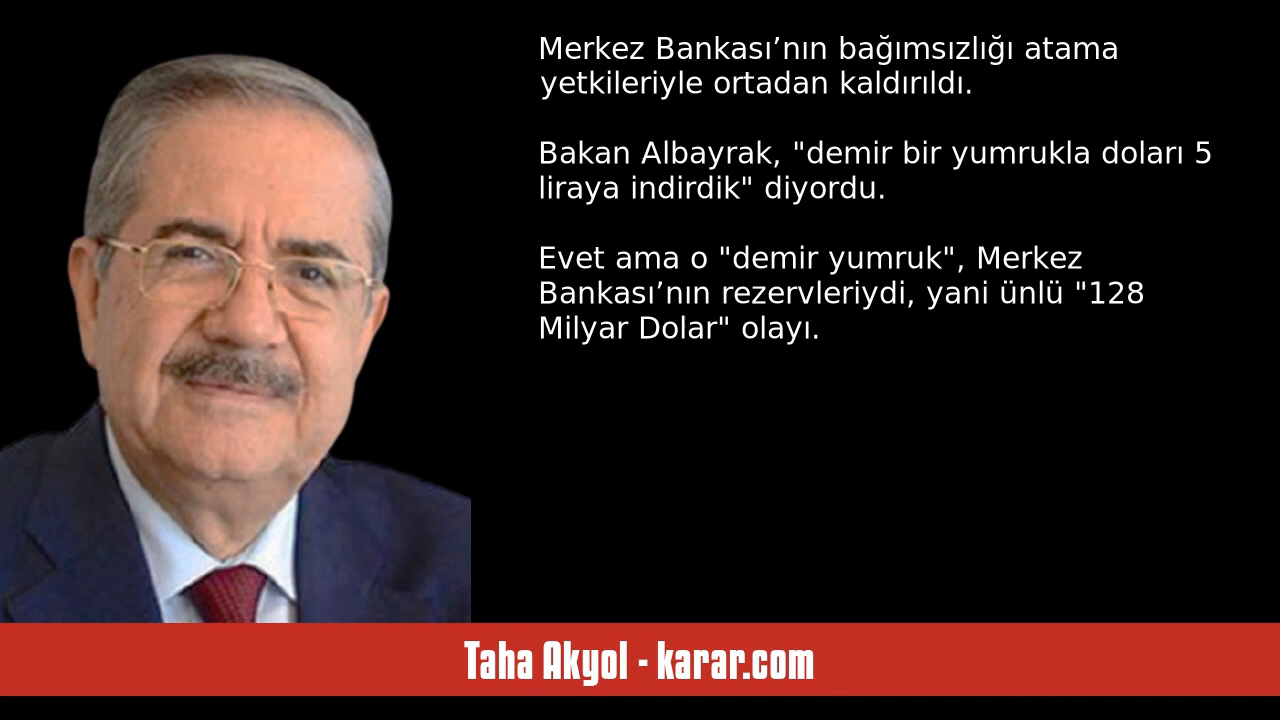 Merkez Bankası’nın bağımsızlığı atama
yetkileriyle ortadan kaldırıldı.
Bakan Albayrak, "demir bir yumrukla doları 5
liraya indirdik" diyordu.
Evet ama o "demir yumruk", Merkez
Bankası’nın rezervleriydi, yani ünlü "128
Milyar Dolar" olayı.
Taha Akyol - karar.com